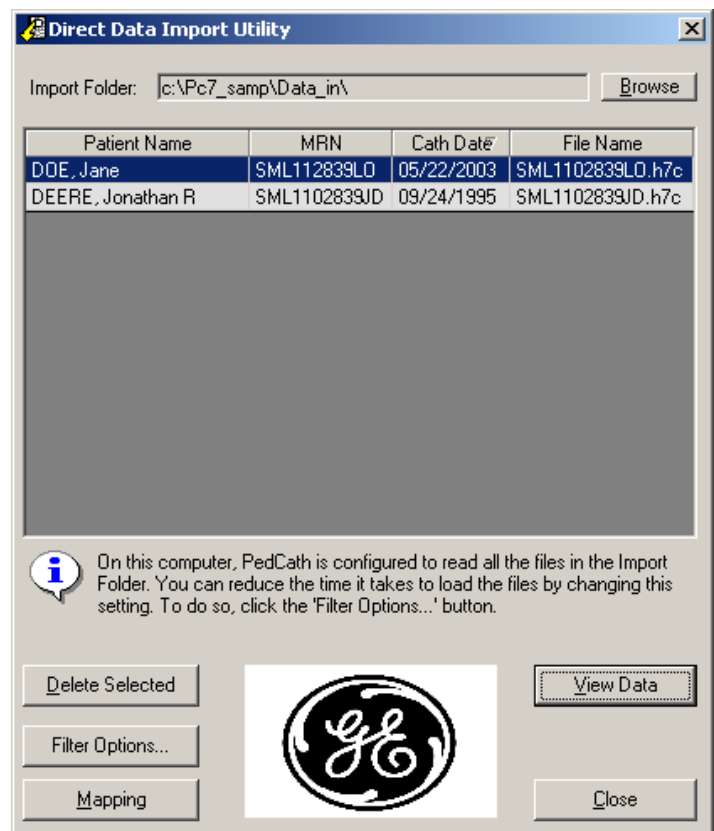 Direct Data Import Utility
Import Folder: c:\Pc7_samp\Data_in\ Browse
Patient Name MRN Cath Date File Name
DOE, Jane SML112839LO 05/22/2003 SML1102839LO.h7c
DEERE, Jonathan R SML1102839JD 09/24/1995 SML1102839JD.h7c
On this computer, PedCath is configured to read all the files in the Import
Folder. You can reduce the time it takes to load the files by changing this
setting. To do so, click the 'Filter Options...' button.
Delete Selected View Data
Filter Options...
GE
Mapping Close